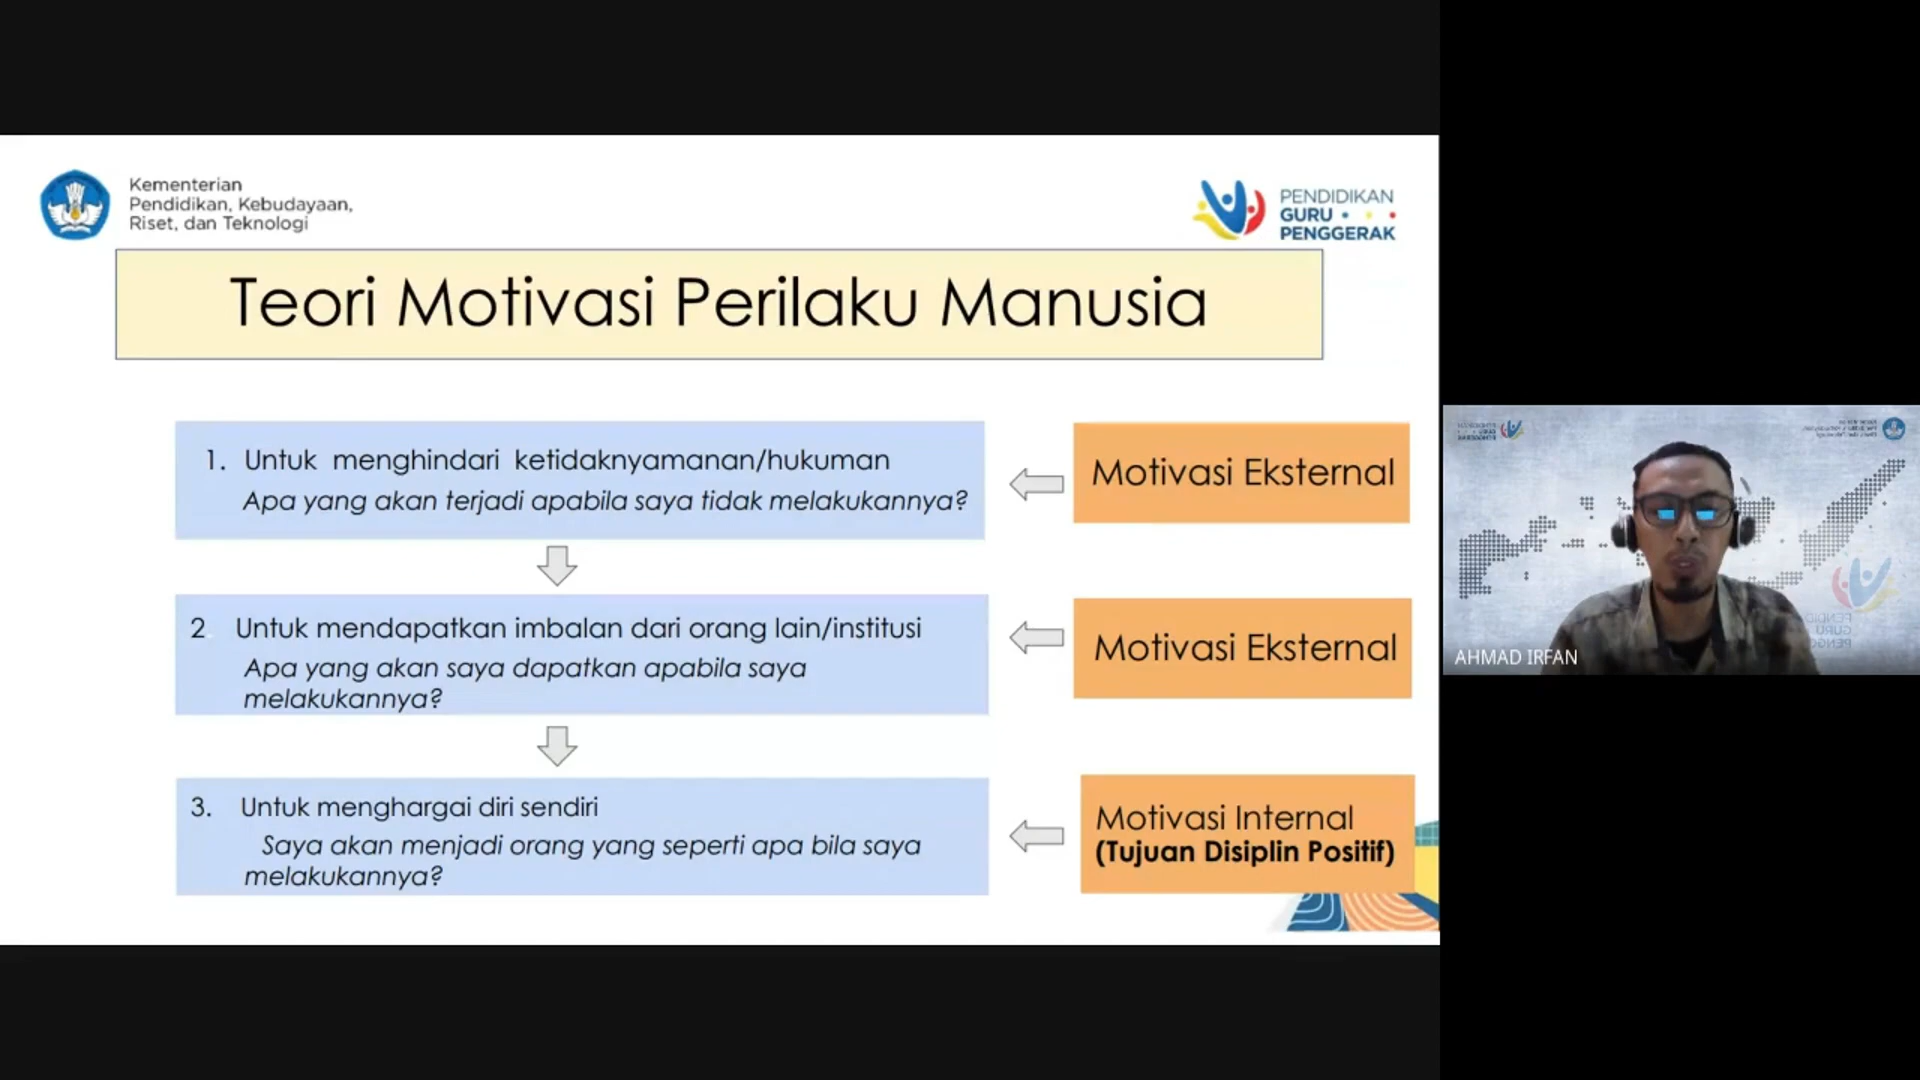 Kementerian
Pendidikan, Kebudayaan,
Riset, dan Teknologi
PENDIDIKAN
GURU
PENGGERAK
Teori Motivasi Perilaku Manusia
1. Untuk menghindari ketidaknyamanan/hukuman
Apa yang akan terjadi apabila saya tidak melakukannya?
Motivasi Eksternal
2. Untuk mendapatkan imbalan dari orang lain/institusi
Apa yang akan saya dapatkan apabila saya
melakukannya?
Motivasi Eksternal
3. Untuk menghargai diri sendiri
Saya akan menjadi orang yang seperti apa bila saya
melakukannya?
Motivasi Internal
(Tujuan Disiplin Positif)
AHMAD IRFAN